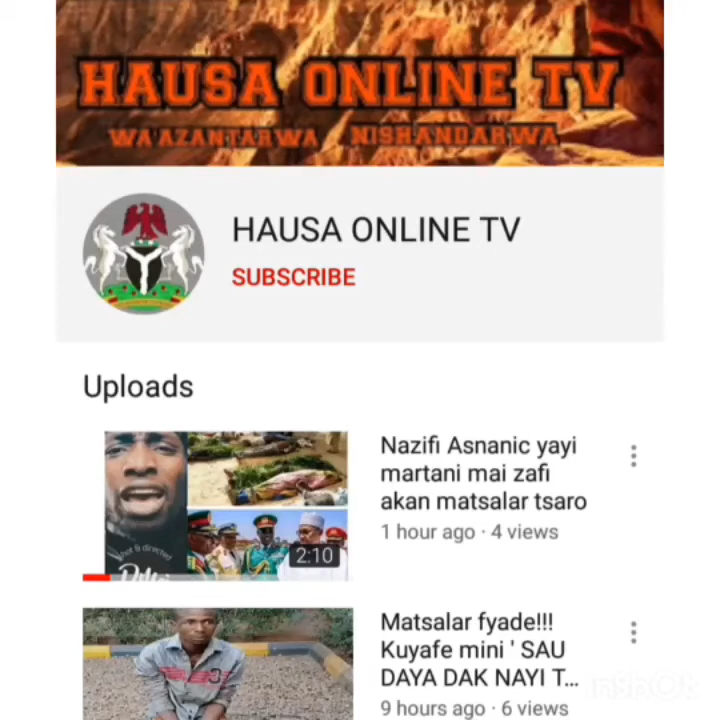 HAUSA ONLINE TV
WA'AZANTARWA NISHANDARWA
HAUSA ONLINE TV
SUBSCRIBE
Uploads
Nazifi Asnanic yayi
martani mai zafi
akan matsalar tsaro
1 hour ago · 4 views
& directed
2:10
Matsalar fyade!!!
Kuyafe mini ' SAU
DAYA DAK NAYI T...
9 hours ago · 6 views